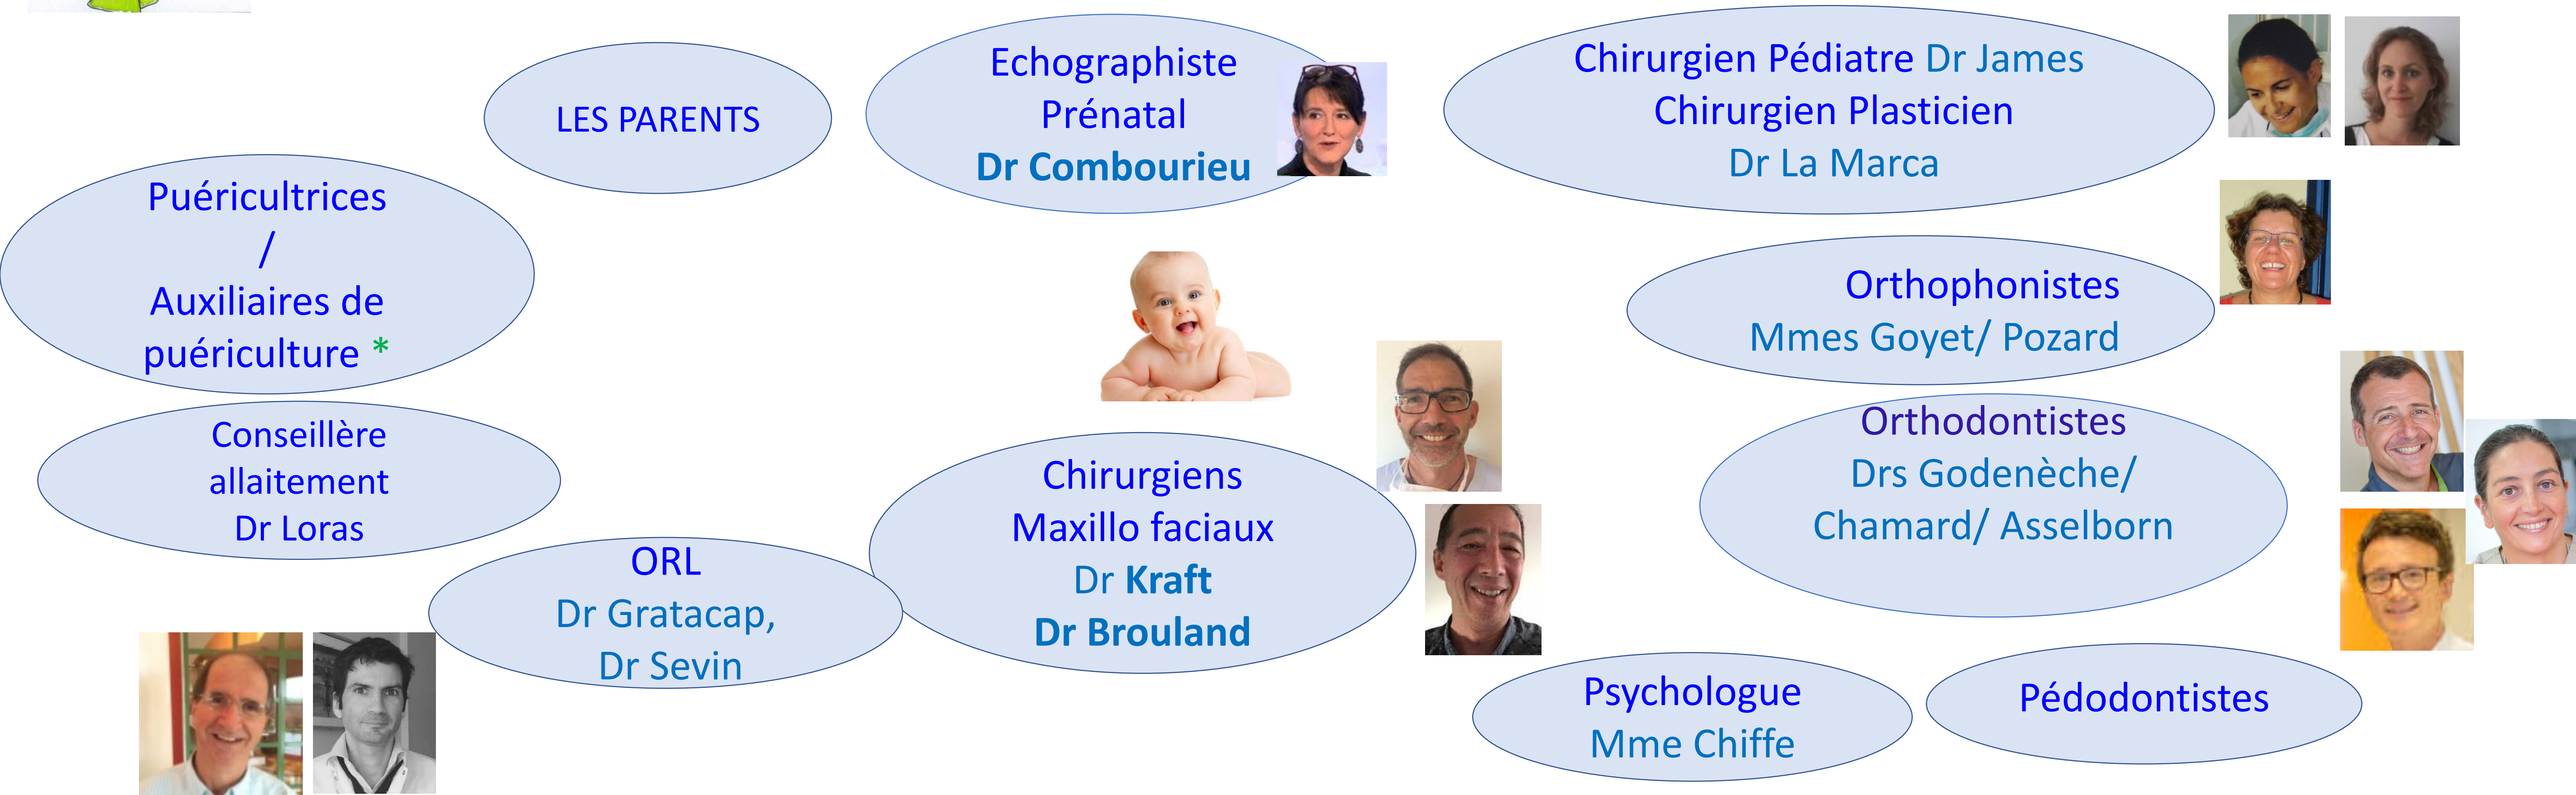 LES PARENTS
Echographiste
Prénatal
Dr Combourieu
Chirurgien Pédiatre Dr James
Chirurgien Plasticien
Dr La Marca
Puéricultrices
/
Auxiliaires de
puériculture *
Orthophonistes
Mmes Goyet/ Pozard
Conseillère
allaitement
Dr Loras
Chirurgiens
Maxillo faciaux
Dr Kraft
Dr Brouland
Orthodontistes
Drs Godenèche/
Chamard/ Asselborn
ORL
Dr Gratacap,
Dr Sevin
Psychologue
Mme Chiffe
Pédodontistes